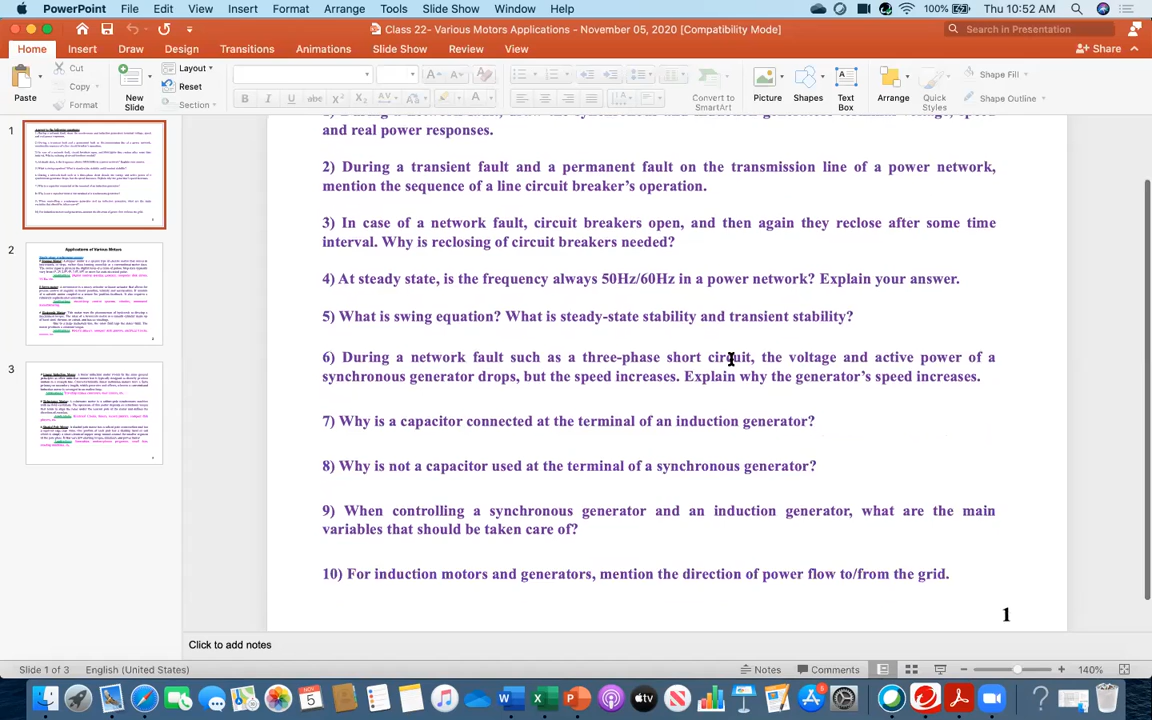 PowerPoint File Edit View Insert Format Arrange Tools Slide Show Window Help 100% Thu 10:52 AM
Class 22- Various Motors Applications - November 05, 2020 [Compatibility Mode]
Search in Presentation
Home Insert Draw Design Transitions Animations Slide Show Review View Share
Paste Cut Copy Format
New Slide Layout Reset Section
Convert to SmartArt
Picture Shapes Text Box Arrange Quick Styles Shape Fill Shape Outline
1
2
Applications of Various Motors
3
and real power responses.
2) During a transient fault and a permanent fault on the transmission line of a power network,
mention the sequence of a line circuit breaker's operation.
3) In case of a network fault, circuit breakers open, and then again they reclose after some time
interval. Why is reclosing of circuit breakers needed?
4) At steady state, is the frequency always 50Hz/60Hz in a power network? Explain your answer.
5) What is swing equation? What is steady-state stability and transient stability?
6) During a network fault such as a three-phase short circuit, the voltage and active power of a
synchronous generator drops, but the speed increases. Explain why the generator's speed increases.
7) Why is a capacitor connected at the terminal of an induction generator?
8) Why is not a capacitor used at the terminal of a synchronous generator?
9) When controlling a synchronous generator and an induction generator, what are the main
variables that should be taken care of?
10) For induction motors and generators, mention the direction of power flow to/from the grid.
1
Click to add notes
Slide 1 of 3 English (United States) Notes Comments 140%